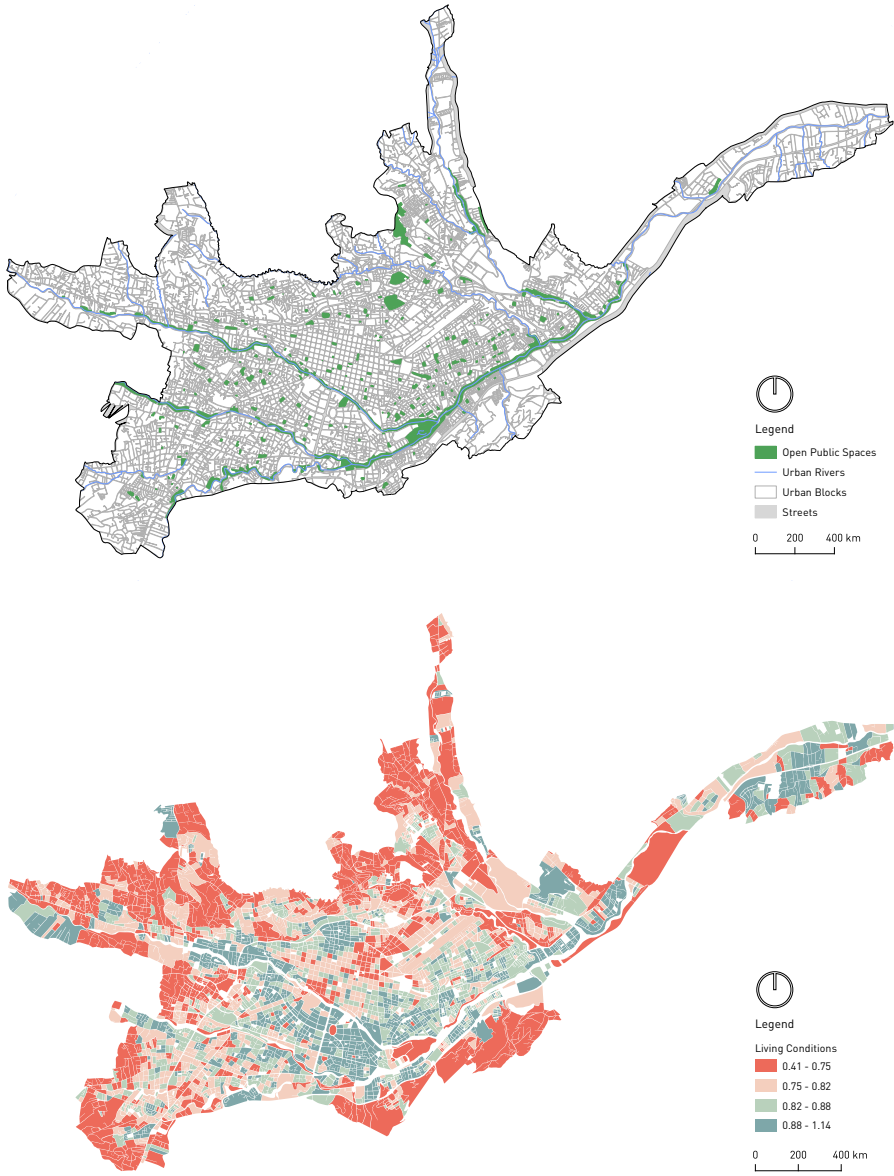 Legend
Open Public Spaces
Urban Rivers
Urban Blocks
Streets
0 200 400 km
Legend
Living Conditions
0.41 - 0.75
0.75 - 0.82
0.82 - 0.88
0.88 - 1.14
0 200 400 km